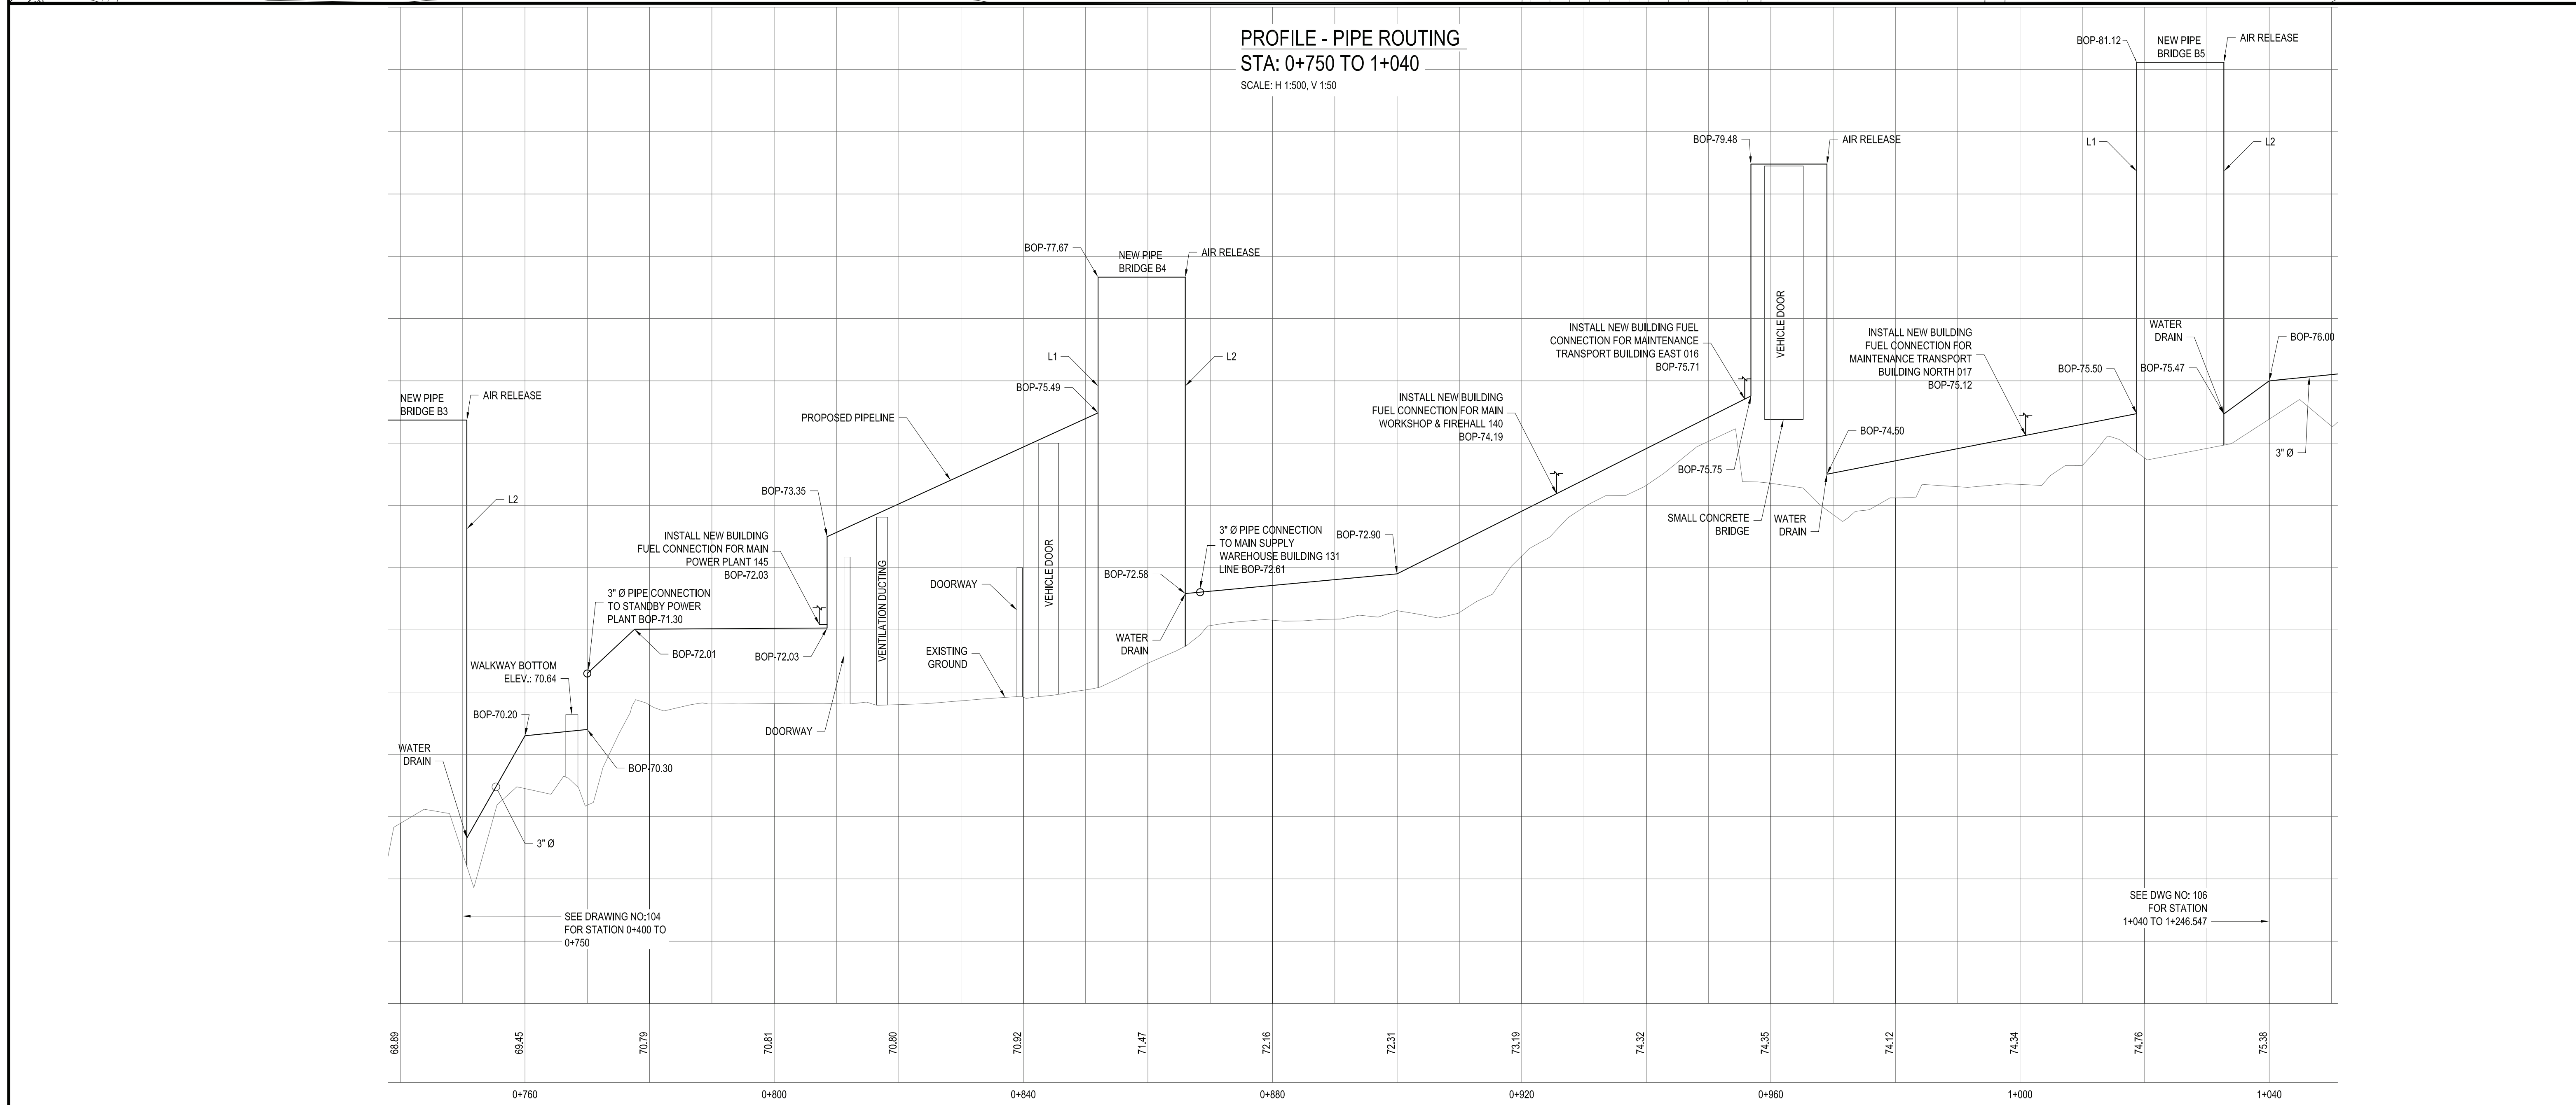 PROFILE - PIPE ROUTING
STA: 0+750 TO 1+040
SCALE: H 1:500, V 1:50
NEW PIPE
BRIDGE B3
AIR RELEASE
L2
WATER
DRAIN
3" Ø
BOP-70.20
WALKWAY BOTTOM
ELEV.: 70.64
BOP-70.30
3" Ø PIPE CONNECTION
TO STANDBY POWER
PLANT BOP-71.30
BOP-72.01
INSTALL NEW BUILDING
FUEL CONNECTION FOR MAIN
POWER PLANT 145
BOP-72.03
BOP-72.03
BOP-73.35
DOORWAY
VENTILATION DUCTING
PROPOSED PIPELINE
EXISTING
GROUND
DOORWAY
VEHICLE DOOR
BOP-75.49
L1
BOP-77.67
NEW PIPE
BRIDGE B4
AIR RELEASE
L2
BOP-72.58
WATER
DRAIN
3" Ø PIPE CONNECTION
TO MAIN SUPPLY
WAREHOUSE BUILDING 131
LINE BOP-72.61
BOP-72.90
INSTALL NEW BUILDING
FUEL CONNECTION FOR MAIN
WORKSHOP & FIREHALL 140
BOP-74.19
INSTALL NEW BUILDING FUEL
CONNECTION FOR MAINTENANCE
TRANSPORT BUILDING EAST 016
BOP-75.71
BOP-75.75
BOP-79.48
AIR RELEASE
VEHICLE DOOR
SMALL CONCRETE
BRIDGE
WATER
DRAIN
BOP-74.50
INSTALL NEW BUILDING
FUEL CONNECTION FOR
MAINTENANCE TRANSPORT
BUILDING NORTH 017
BOP-75.12
BOP-75.50
L1
BOP-81.12
NEW PIPE
BRIDGE B5
AIR RELEASE
L2
WATER
DRAIN
BOP-75.47
BOP-76.00
3" Ø
SEE DRAWING NO:104
FOR STATION 0+400 TO
0+750
SEE DWG NO: 106
FOR STATION
1+040 TO 1+246.547
68.89
69.45
70.79
70.81
70.80
70.92
71.47
72.16
72.31
73.19
74.32
74.35
74.12
74.34
74.76
75.38
0+760
0+800
0+840
0+880
0+920
0+960
1+000
1+040